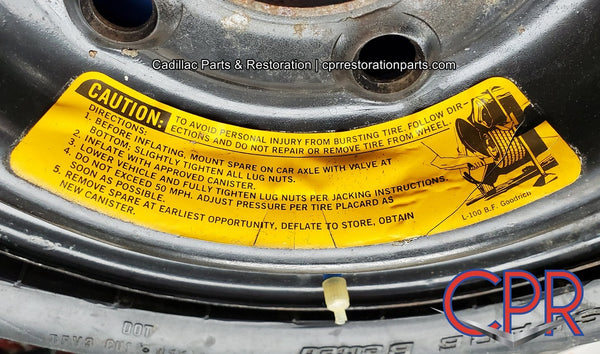 Cadillac Parts & Restoration | cprrestorationparts.com
CAUTION:
TO AVOID PERSONAL INJURY FROM BURSTING TIRE, FOLLOW DIR-
ECTIONS AND DO NOT REPAIR OR REMOVE TIRE FROM WHEEL.
DIRECTIONS:
1. BEFORE INFLATING, MOUNT SPARE ON CAR AXLE WITH VALVE AT
BOTTOM; SLIGHTLY TIGHTEN ALL LUG NUTS.
2. INFLATE WITH APPROVED CANISTER.
3. LOWER VEHICLE AND FULLY TIGHTEN LUG NUTS PER JACKING INSTRUCTIONS.
4. DO NOT EXCEED 50 MPH. ADJUST PRESSURE PER TIRE PLACARD AS
SOON AS POSSIBLE.
5. REMOVE SPARE AT EARLIEST OPPORTUNITY, DEFLATE TO STORE, OBTAIN
NEW CANISTER.
L-100 B.F. Goodrich
CPR
DOT